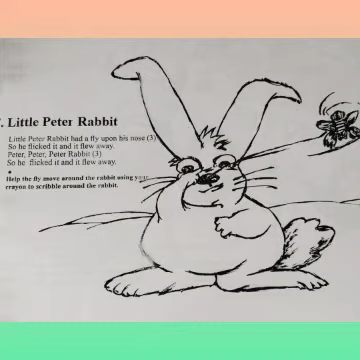 . Little Peter Rabbit
Little Peter Rabbit had a fly upon his nose (3)
So he flicked it and it flew away.
Peter, Peter, Peter Rabbit (3)
So he flicked it and it flew away.
Help the fly move around the rabbit using your
crayon to scribble around the rabbit.